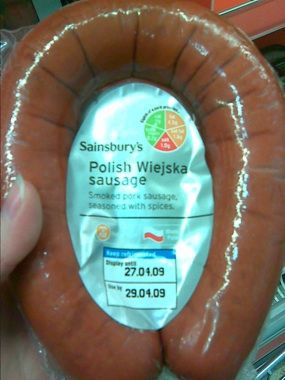 Sainsbury's
Polish Wiejska
sausage
Smoked pork sausage,
seasoned with spices.
Keep refrigerated
Display until
27.04.09
Use by
29.04.09